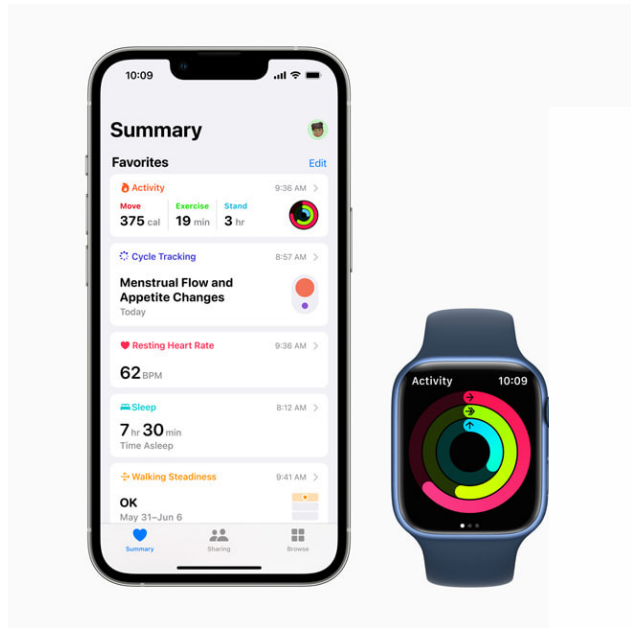 10:09
Summary
Favorites Edit
Activity 9:36 AM
Move Exercise Stand
375 cal 19 min 3 hr
Cycle Tracking 8:57 AM
Menstrual Flow and
Appetite Changes
Today
Resting Heart Rate 9:36 AM
62 BPM
Sleep 8:12 AM
7 hr 30 min
Time Asleep
Walking Steadiness 9:41 AM
OK
May 31–Jun 6
Summary Sharing Browse
Activity 10:09